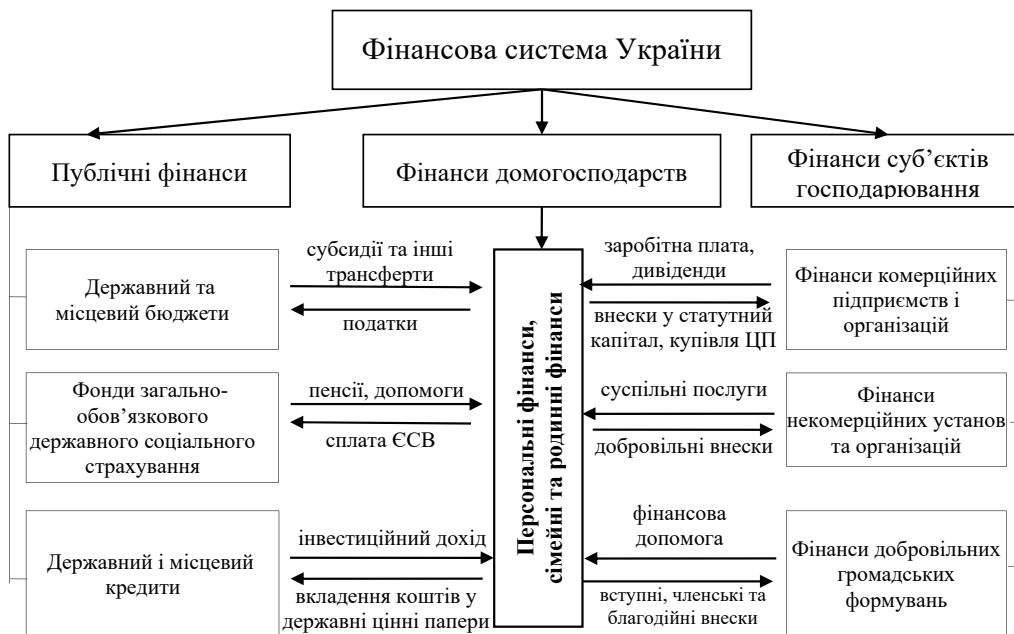 Фінансова система України
Публічні фінанси
Фінанси домогосподарств
Фінанси суб’єктів
господарювання
Державний та
місцевий бюджети
субсидії та інші
трансферти
податки
Фонди загально-
обов’язкового
державного соціального
страхування
пенсії, допомоги
сплата ЄСВ
Державний і місцевий
кредити
інвестиційний дохід
вкладення коштів у
державні цінні папери
Персональні фінанси,
сімейні та родинні фінанси
заробітна плата,
дивіденди
внески у статутний
капітал, купівля ЦП
Фінанси комерційних
підприємств і
організацій
суспільні послуги
добровільні внески
Фінанси
некомерційних установ
та організацій
фінансова
допомога
вступні, членські та
благодійні внески
Фінанси добровільних
громадських
формувань